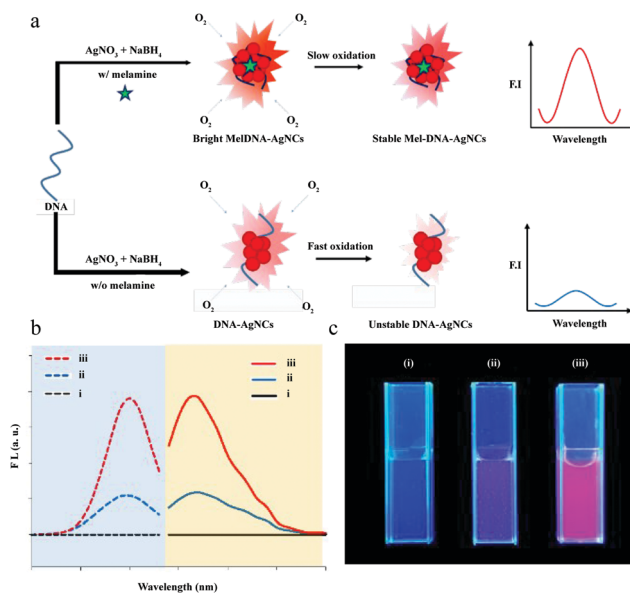 a
O2
O2
AgNO3 + NaBH4
w/ melamine
Slow oxidation
F.I
O2
O2
Bright MelDNA-AgNCs
Stable Mel-DNA-AgNCs
Wavelength
DNA
O2
O2
AgNO3 + NaBH4
w/o melamine
Fast oxidation
F.I
O2
O2
DNA-AgNCs
Unstable DNA-AgNCs
Wavelength
b
iii
ii
i
iii
ii
i
F L (a. u.)
Wavelength (nm)
c
(i)
(ii)
(iii)